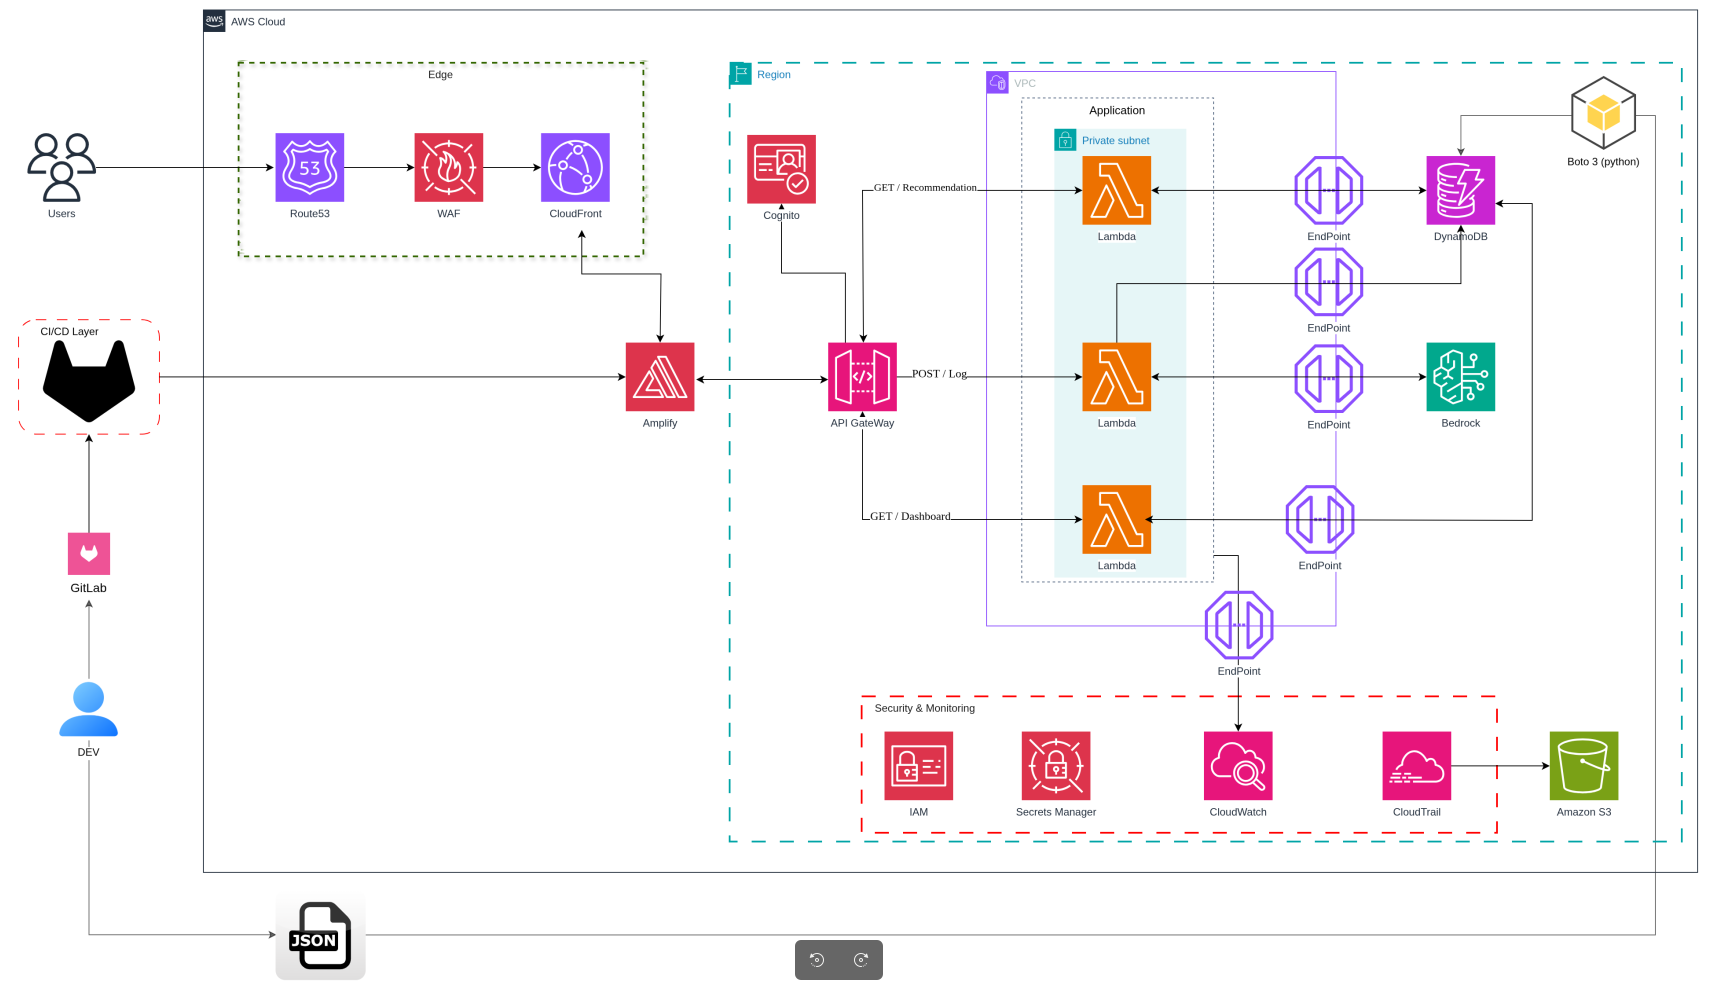 aws
AWS Cloud
Edge
Region
VPC
Application
Private subnet
Boto 3 (python)
53
Users
Route53
WAF
CloudFront
Cognito
GET / Recommendation
Lambda
EndPoint
DynamoDB
EndPoint
CI/CD Layer
</>
POST / Log
Amplify
API GateWay
Lambda
EndPoint
Bedrock
GET / Dashboard
Lambda
EndPoint
GitLab
EndPoint
DEV
Security & Monitoring
IAM
Secrets Manager
CloudWatch
CloudTrail
Amazon S3
JSON